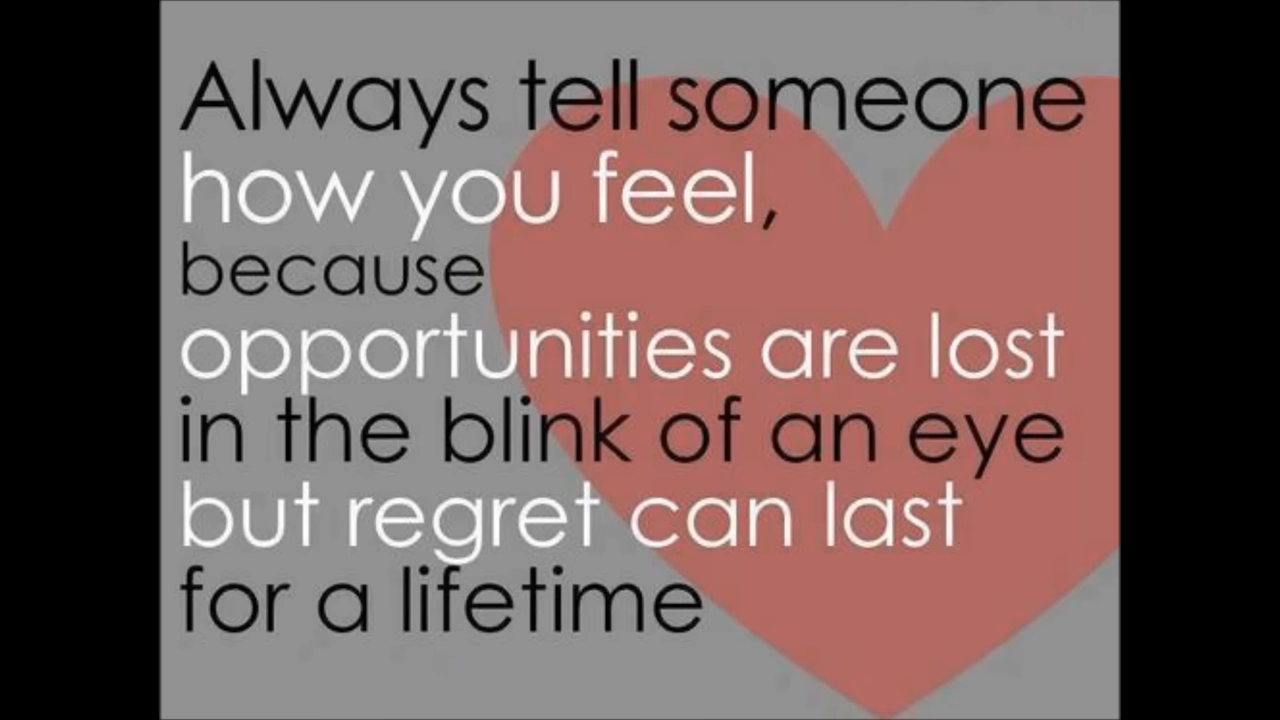 Always tell someone
how you feel,
because
opportunities are lost
in the blink of an eye
but regret can last
for a lifetime